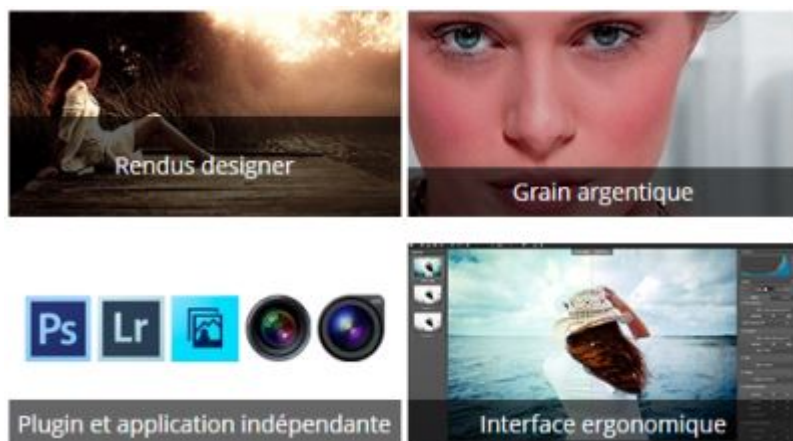 Rendus designer
Grain argentique
Ps Lr
Plugin et application indépendante
Interface ergonomique